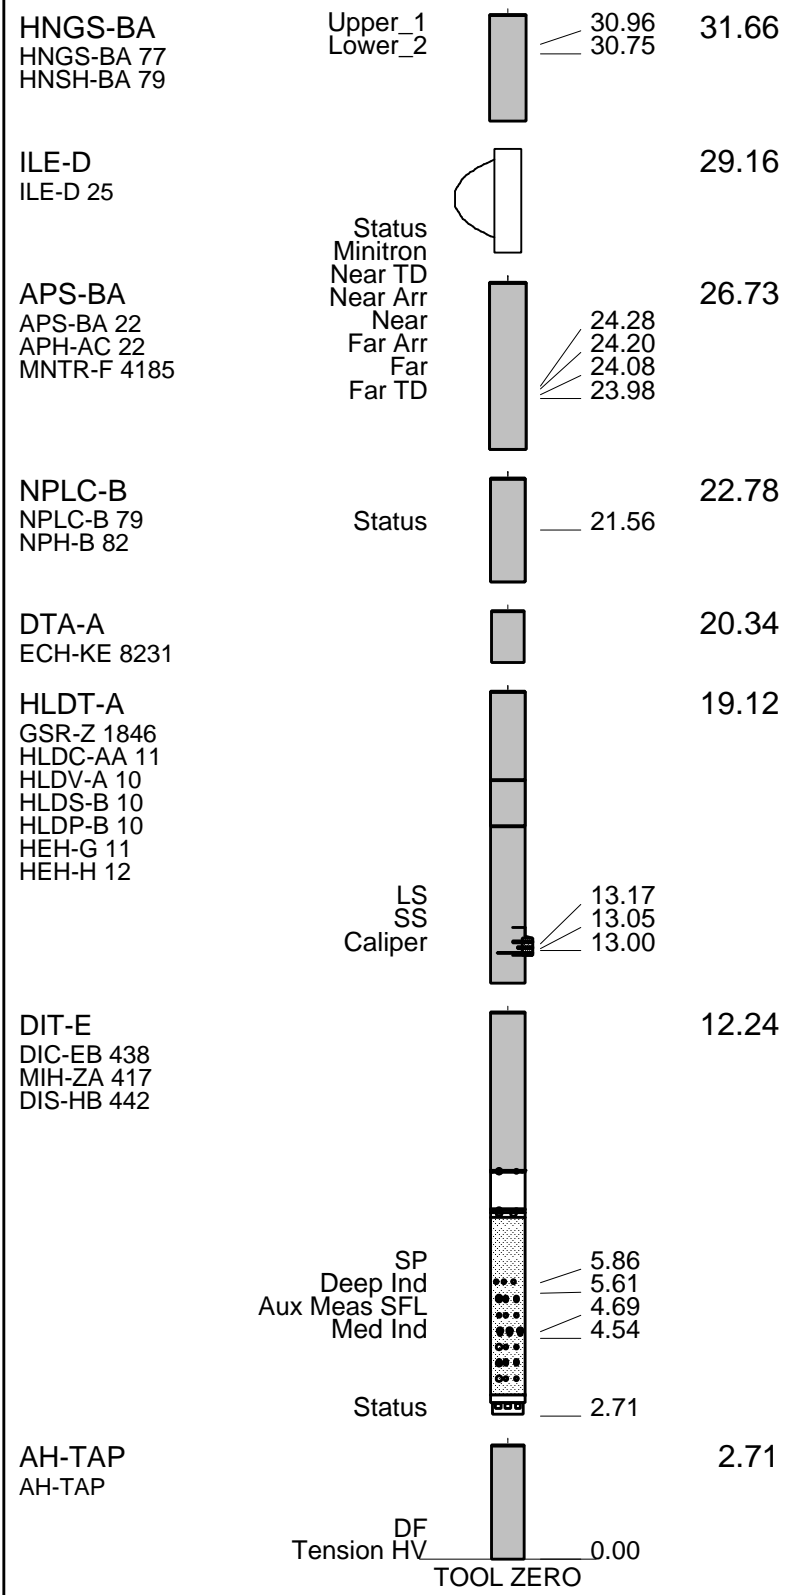 HNGS-BA Upper_1 30.96 31.66
HNGS-BA 77 Lower_2 30.75
HNSH-BA 79
ILE-D 29.16
ILE-D 25
Status
Minitron
Near TD
APS-BA Near Arr 26.73
APS-BA 22 Near 24.28
APH-AC 22 Far Arr 24.20
MNTR-F 4185 Far 24.08
Far TD 23.98
NPLC-B 22.78
NPLC-B 79 Status 21.56
NPH-B 82
DTA-A 20.34
ECH-KE 8231
HLDT-A 19.12
GSR-Z 1846
HLDC-AA 11
HLDV-A 10
HLDS-B 10
HLDP-B 10
HEH-G 11
HEH-H 12
LS 13.17
SS 13.05
Caliper 13.00
DIT-E 12.24
DIC-EB 438
MIH-ZA 417
DIS-HB 442
SP 5.86
Deep Ind 5.61
Aux Meas SFL 4.69
Med Ind 4.54
Status 2.71
AH-TAP 2.71
AH-TAP
DF
Tension HV 0.00
TOOL ZERO